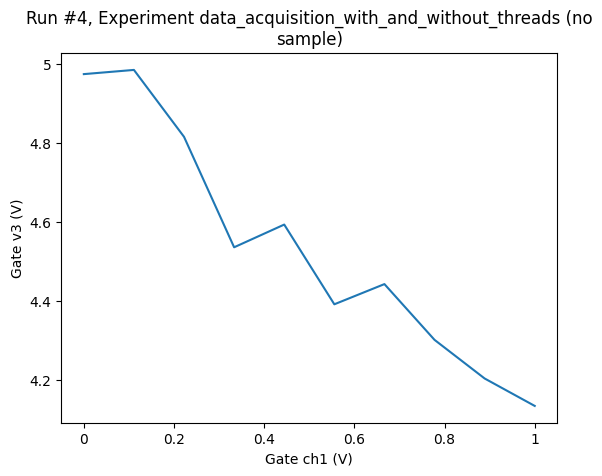 Run #4, Experiment data_acquisition_with_and_without_threads (no
sample)
5
4.8
4.6
4.4
4.2
Gate v3 (V)
0
0.2
0.4
0.6
0.8
1
Gate ch1 (V)